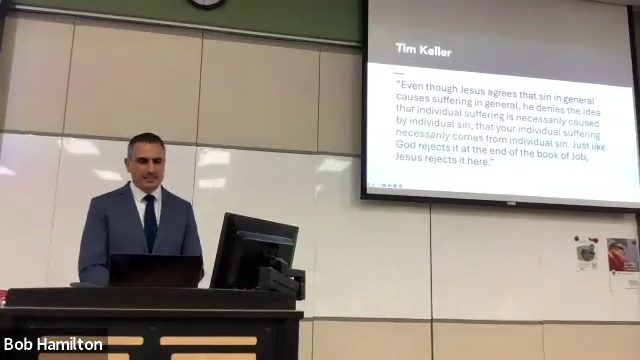 Tim Keller
"Even though Jesus agrees that sin in general
causes suffering in general, he denies the idea
that individual suffering is necessarily caused
by individual sin, that your individual suffering
necessarily comes from individual sin. Just like
God rejects it at the end of the book of Job,
Jesus rejects it here."
Bob Hamilton